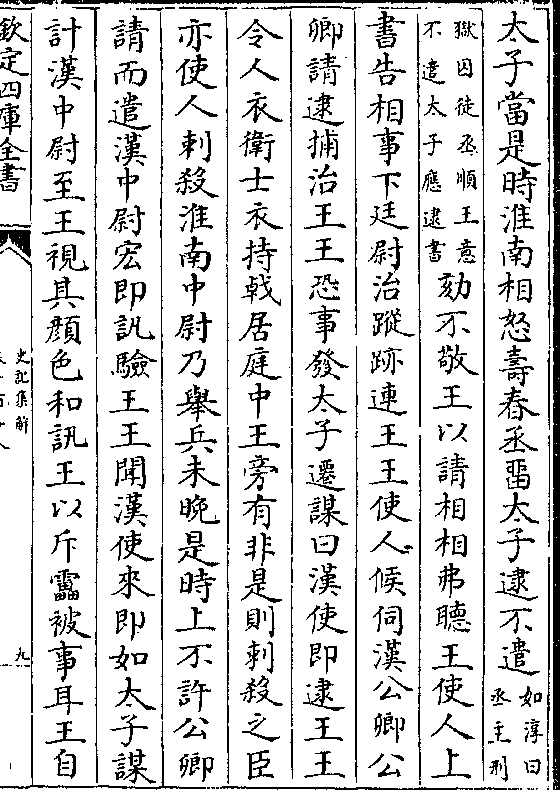 太子當是時淮南相怒壽春丞畱太子逮不遣如淳曰丞主刑
獄囚徒丞順王意不遣太子應逮書劾不敬王以請相相弗聽王使人上
書告相事下廷尉治蹤跡連王王使人候伺漢公卿公
卿請逮捕治王王恐事發太子遷謀曰漢使即逮王王
令人衣衛士衣持戟居庭中王旁有非是則刺殺之臣
亦使人刺殺淮南中尉乃舉兵未晚是時上不許公卿
請而遣漢中尉宏即訊驗王王聞漢使來即如太子謀
計漢中尉至王視其顏色和訊王以斥靁被事耳王自
欽定四庫全書
史記集解
九